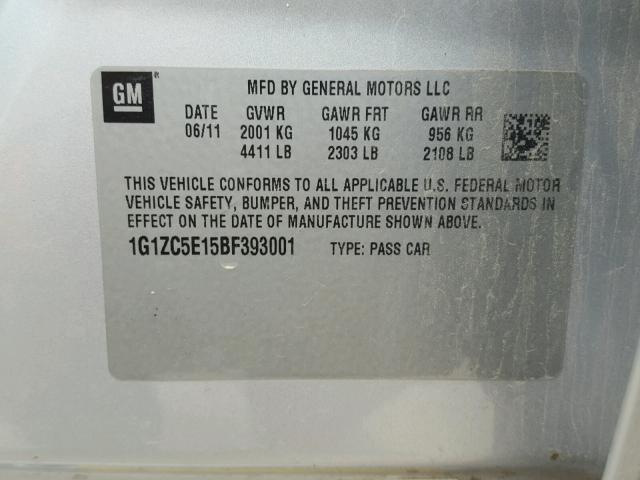 GM
MFD BY GENERAL MOTORS LLC
DATE GVWR GAWR FRT GAWR RR
06/11 2001 KG 1045 KG 956 KG
4411 LB 2303 LB 2108 LB
THIS VEHICLE CONFORMS TO ALL APPLICABLE U.S. FEDERAL MOTOR
VEHICLE SAFETY, BUMPER, AND THEFT PREVENTION STANDARDS IN
EFFECT ON THE DATE OF MANUFACTURE SHOWN ABOVE.
1G1ZC5E15BF393001 TYPE: PASS CAR